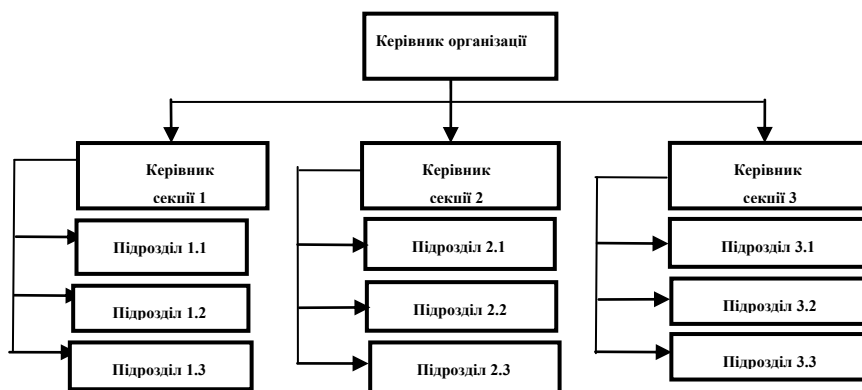 Керівник організації
Керівник
секції 1
Керівник
секції 2
Керівник
секції 3
Підрозділ 1.1
Підрозділ 2.1
Підрозділ 3.1
Підрозділ 1.2
Підрозділ 2.2
Підрозділ 3.2
Підрозділ 1.3
Підрозділ 2.3
Підрозділ 3.3